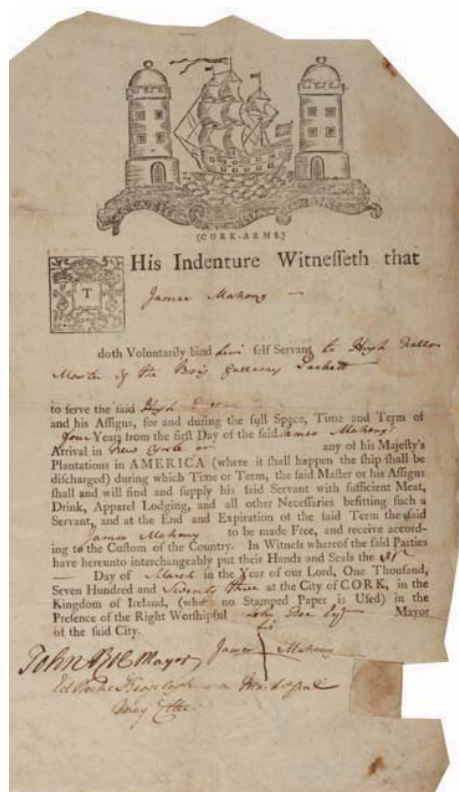 [CORK-ARMS]
THis Indenture Witnesseth that
James Mahony —
doth Voluntarily bind him self Servant to Hugh
Master of the Brig Gallway Packett
to serve the said Hugh
and his Assigns, for and during the full Space, Time and Term of
four Years from the first Day of the said James Mahony's
Arrival in New York or any of his Majesty's
Plantations in AMERICA (where it shall happen the ship shall be
discharged) during which Time or Term, the said Master or his Assigns
shall and will find and supply his said Servant with sufficient Meat,
Drink, Apparel Lodging, and all other Necessaries befitting such a
Servant, and at the End and Expiration of the said Term the said
James Mahony to be made Free, and receive accord-
ing to the Custom of the Country. In Witness whereof the said Parties
have hereunto interchangeably put their Hands and Seals the
— Day of March in the Year of our Lord, One Thousand,
Seven Hundred and Seventy three at the City of CORK, in the
Kingdom of Ireland, (where no Stamped Paper is Used) in the
Presence of the Right Worshipful John Roe Esqr Mayor
of the said City.
his
John Roe Mayor James Mahony
Mark